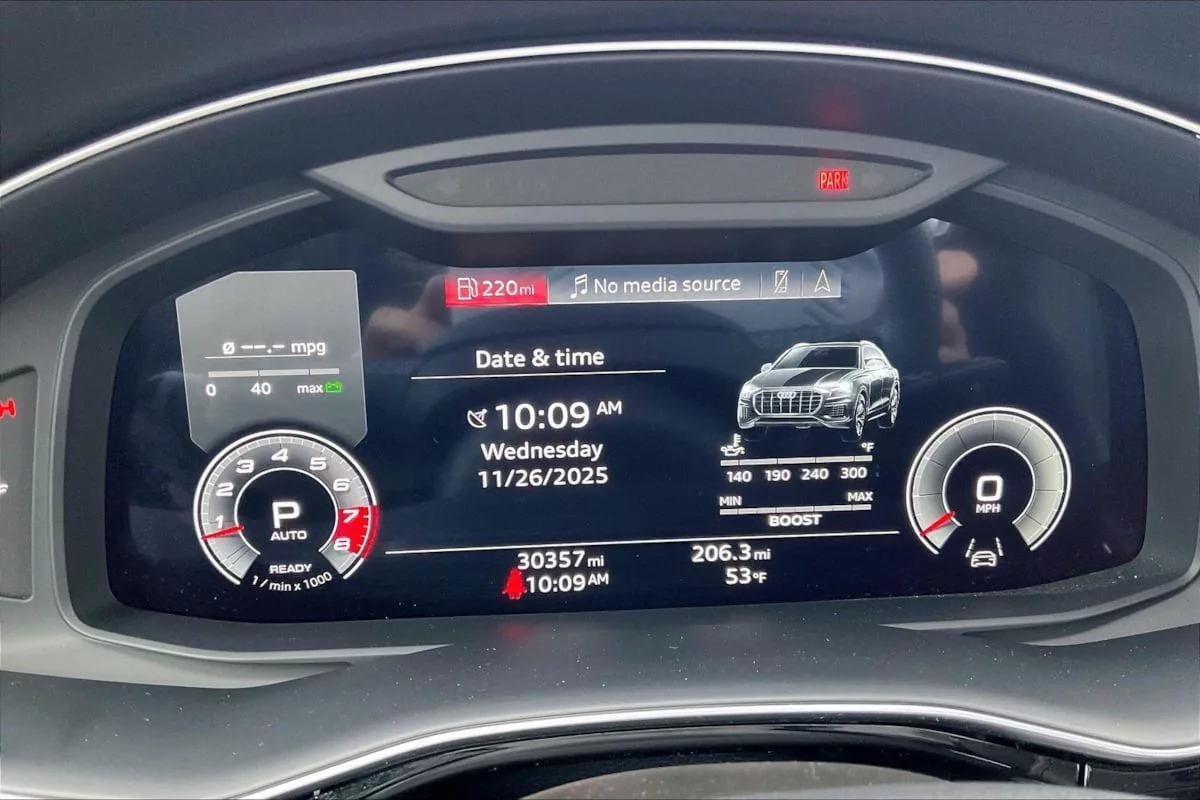 PARK
220 mi
No media source
Ø --.- mpg
0 40 max
Date & time
10:09 AM
Wednesday
11/26/2025
°F
140 190 240 300
MIN MAX
BOOST
1 2 3 4 5 6 7 8
P
AUTO
READY
1/min x 1000
0
MPH
30357 mi
10:09 AM
206.3 mi
53°F